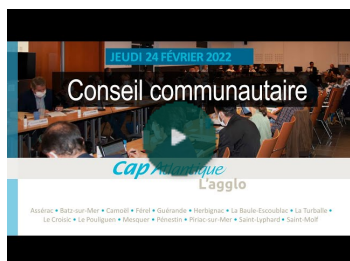 JEUDI 24 FÉVRIER 2022
Conseil communautaire
Cap Atlantique
L'agglo
Assérac • Batz-sur-Mer • Camoël • Férel • Guérande • Herbignac • La Baule-Escoublac • La Turballe •
Le Croisic • Le Pouliguen • Mesquer • Pénestin • Piriac-sur-Mer • Saint-Lyphard • Saint-Molf